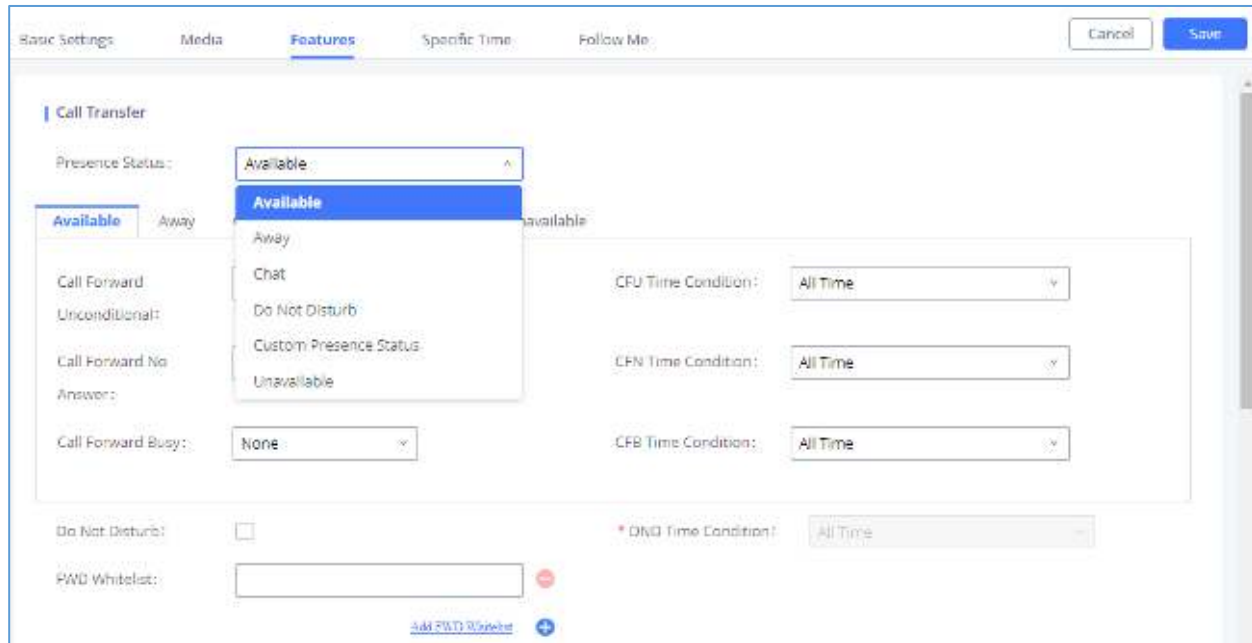 Basic Settings Media Features Specific Time Follow Me Cancel Save
Call Transfer
Presence Status: Available
Available
Available Away available
Away
Call Forward Chat CFU Time Condition: All Time
Unconditional: Do Not Disturb
Custom Presence Status
Call Forward No CFN Time Condition: All Time
Unavailable
Answer:
Call Forward Busy: None CFB Time Condition: All Time
Do Not Disturb: * DND Time Condition: All Time
FWD Whitelist:
Add FWD Whitelist